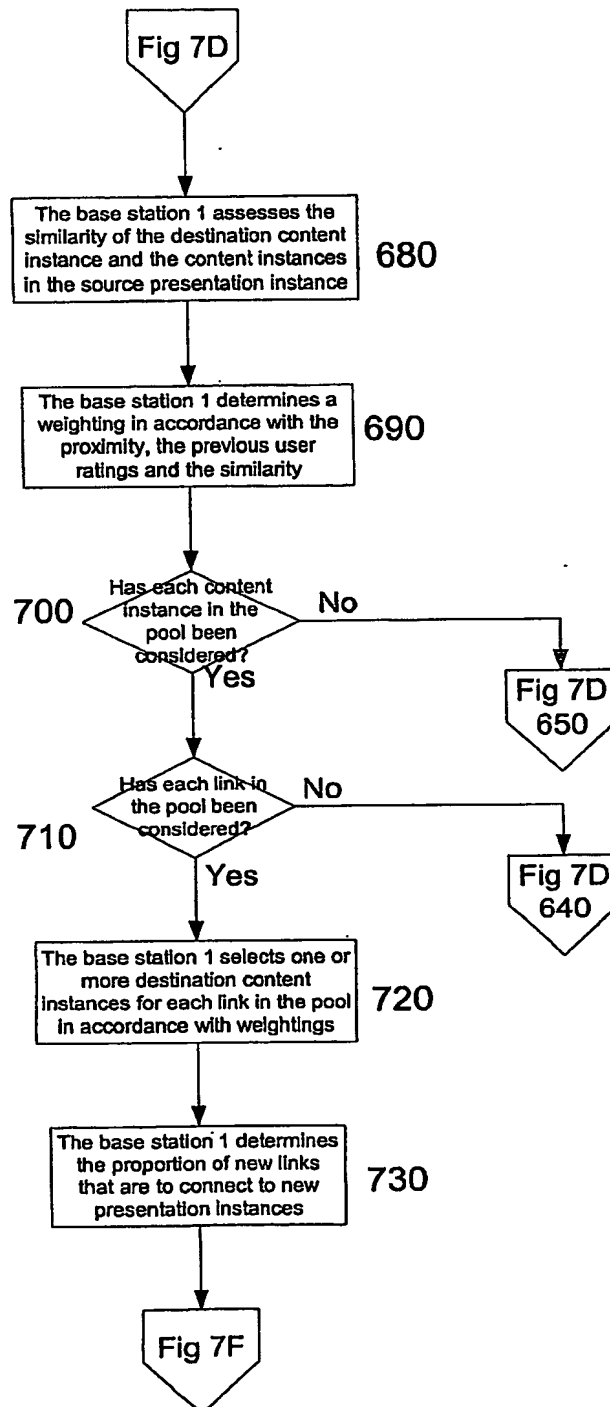 Fig 7D
The base station 1 assesses the
similarity of the destination content
instance and the content instances
in the source presentation instance
680
The base station 1 determines a
weighting in accordance with the
proximity, the previous user
ratings and the similarity
690
700
Has each content
instance in the
pool been
considered?
No
Yes
Fig 7D
650
710
Has each link in
the pool been
considered?
No
Yes
Fig 7D
640
The base station 1 selects one or
more destination content
instances for each link in the pool
in accordance with weightings
720
The base station 1 determines
the proportion of new links
that are to connect to new
presentation instances
730
Fig 7F